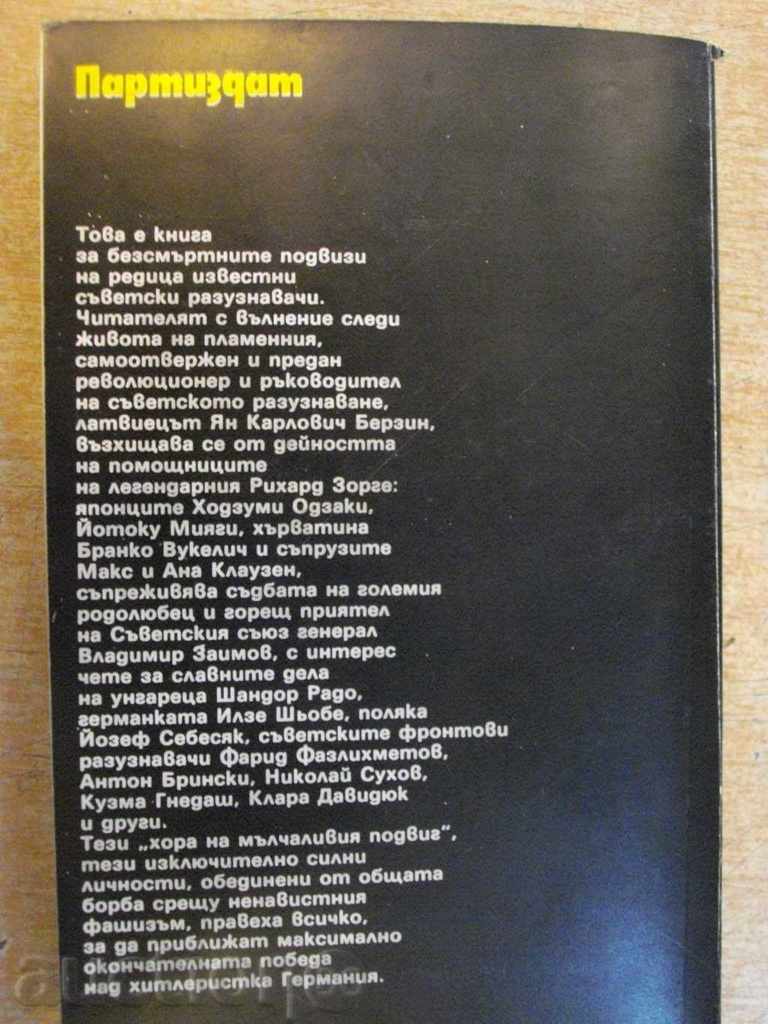 Партиздат
Това е книга
за безсмъртните подвизи
на редица известни
съветски разузнавачи.
Читателят с вълнение следи
живота на пламенния,
самоотвержен и предан
революционер и ръководител
на съветското разузнаване,
латвиецът Ян Карлович Берзин,
възхищава се от дейността
на помощниците
на легендарния Рихард Зорге:
японците Ходзуми Одзаки,
Йотоку Мияги, хърватина
Бранко Вукелич и съпрузите
Макс и Ана Клаузен,
съпреживява съдбата на големия
родолюбец и горещ приятел
на Съветския съюз генерал
Владимир Заимов, с интерес
чете за славните дела
на унгареца Шандор Радо,
германката Илзе Шьобе, поляка
Йозеф Себесяк, съветските фронтови
разузнавачи Фарид Фазлихметов,
Антон Брински, Николай Сухов,
Кузма Гнедаш, Клара Давидюк
и други.
Тези „хора на мълчаливия подвиг",
тези изключително силни
личности, обединени от общата
борба срещу ненавистния
фашизъм, правеха всичко,
за да приближат максимално
окончателната победа
над хитлеристка Германия.